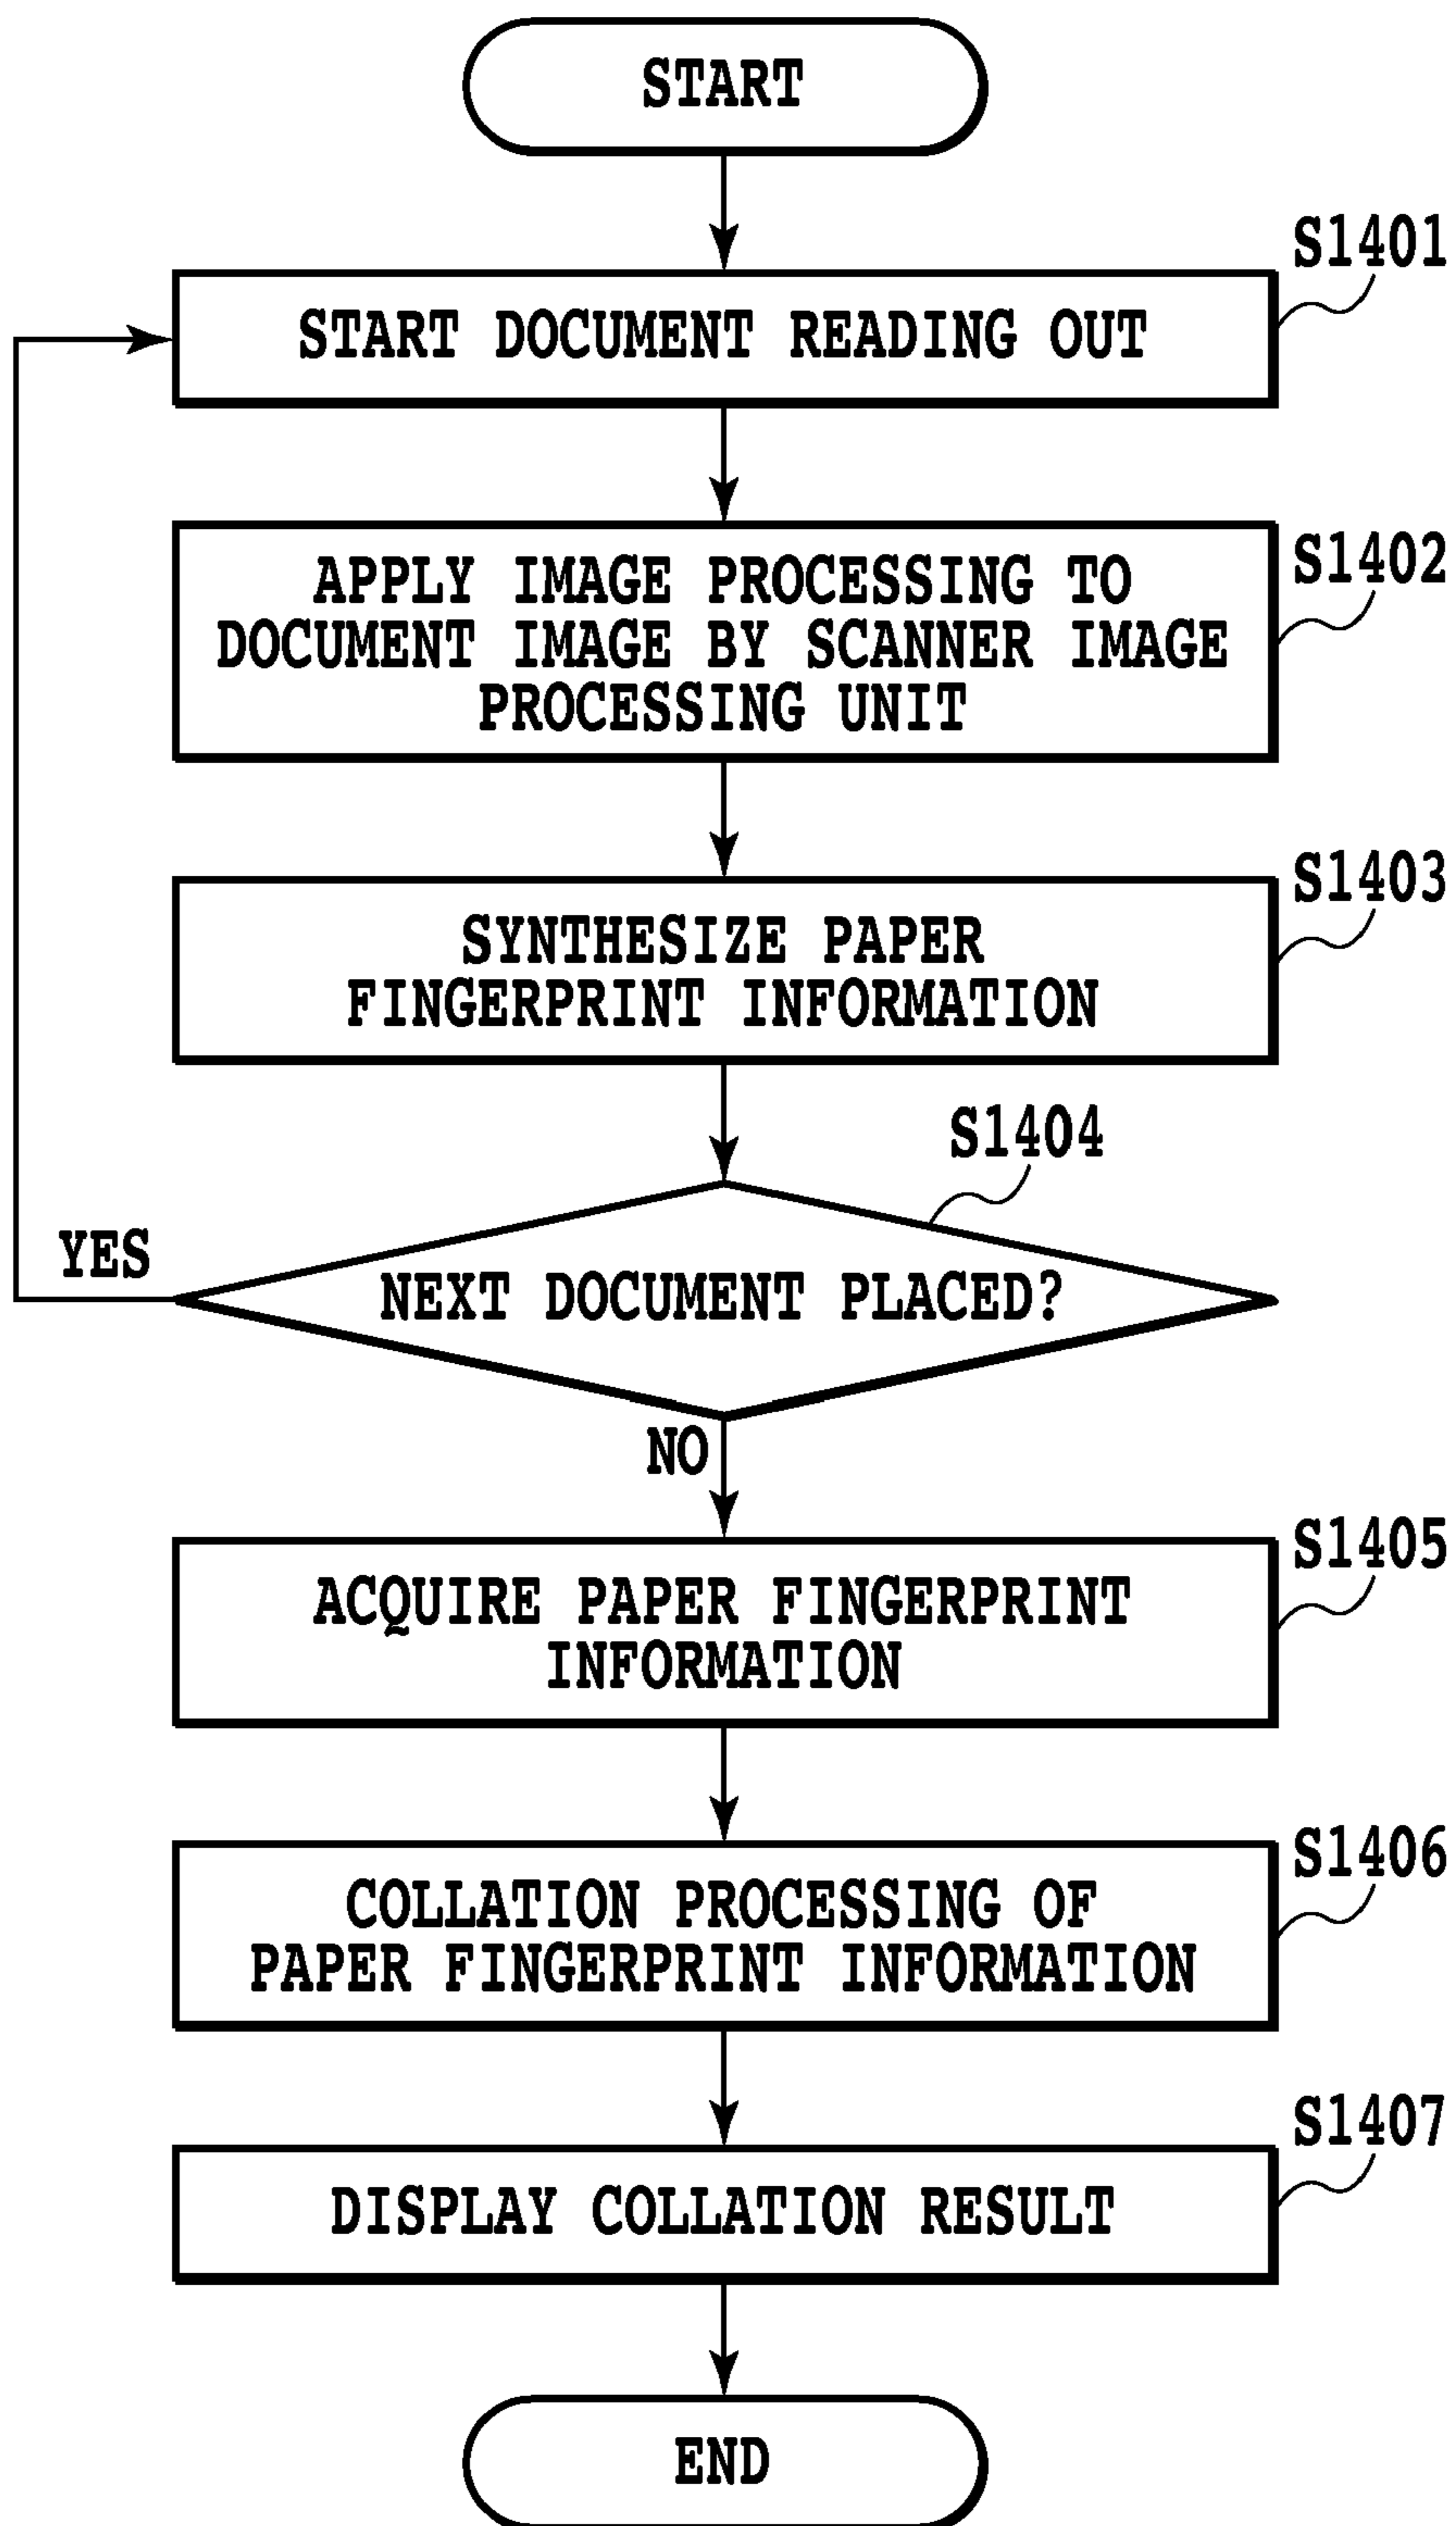 START
S1401
START DOCUMENT READING OUT
S1402
APPLY IMAGE PROCESSING TO
DOCUMENT IMAGE BY SCANNER IMAGE
PROCESSING UNIT
S1403
SYNTHESIZE PAPER
FINGERPRINT INFORMATION
S1404
YES
NEXT DOCUMENT PLACED?
NO
S1405
ACQUIRE PAPER FINGERPRINT
INFORMATION
S1406
COLLATION PROCESSING OF
PAPER FINGERPRINT INFORMATION
S1407
DISPLAY COLLATION RESULT
END